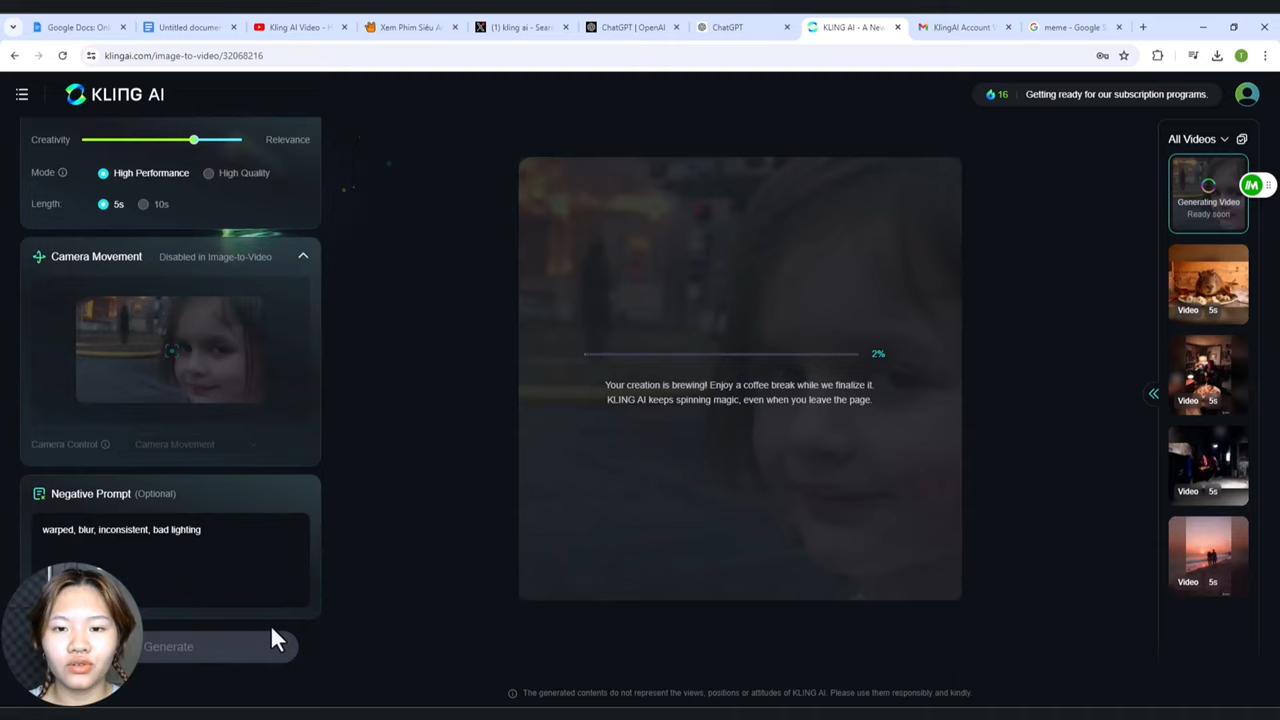 Google Docs: Onl
Untitled documen
Kling AI Video - H
Xem Phim Siêu A
(1) kling ai - Sear
ChatGPT | OpenAI
ChatGPT
KLING AI - A New
KlingAI Account V
meme - Google S
klingai.com/image-to-video/32068216
KLING AI
16
Getting ready for our subscription programs.
Creativity
Relevance
Mode
High Performance
High Quality
Length:
5s
10s
Camera Movement
Disabled in Image-to-Video
Camera Control
Camera Movement
Negative Prompt (Optional)
warped, blur, inconsistent, bad lighting
Generate
2%
Your creation is brewing! Enjoy a coffee break while we finalize it.
KLING AI keeps spinning magic, even when you leave the page.
All Videos
Generating Video
Ready soon
Video 5s
Video 5s
Video 5s
Video 5s
The generated contents do not represent the views, positions or attitudes of KLING AI. Please use them responsibly and kindly.